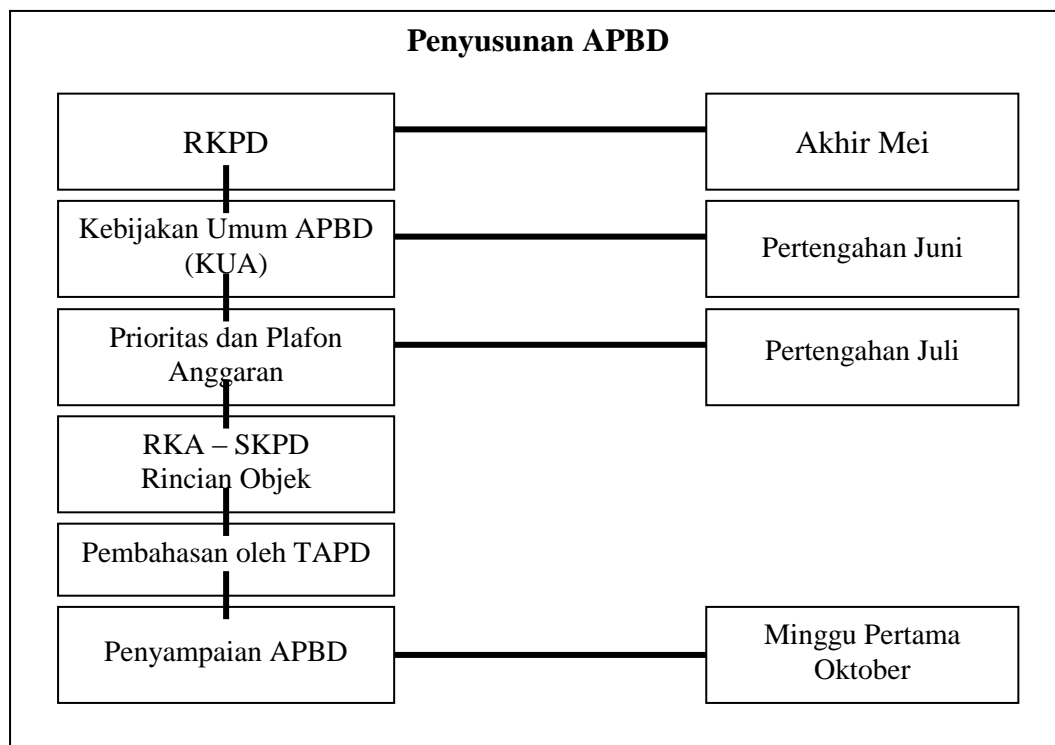 Penyusunan APBD
RKPD
Akhir Mei
Kebijakan Umum APBD
(KUA)
Pertengahan Juni
Prioritas dan Plafon
Anggaran
Pertengahan Juli
RKA – SKPD
Rincian Objek
Pembahasan oleh TAPD
Penyampaian APBD
Minggu Pertama
Oktober